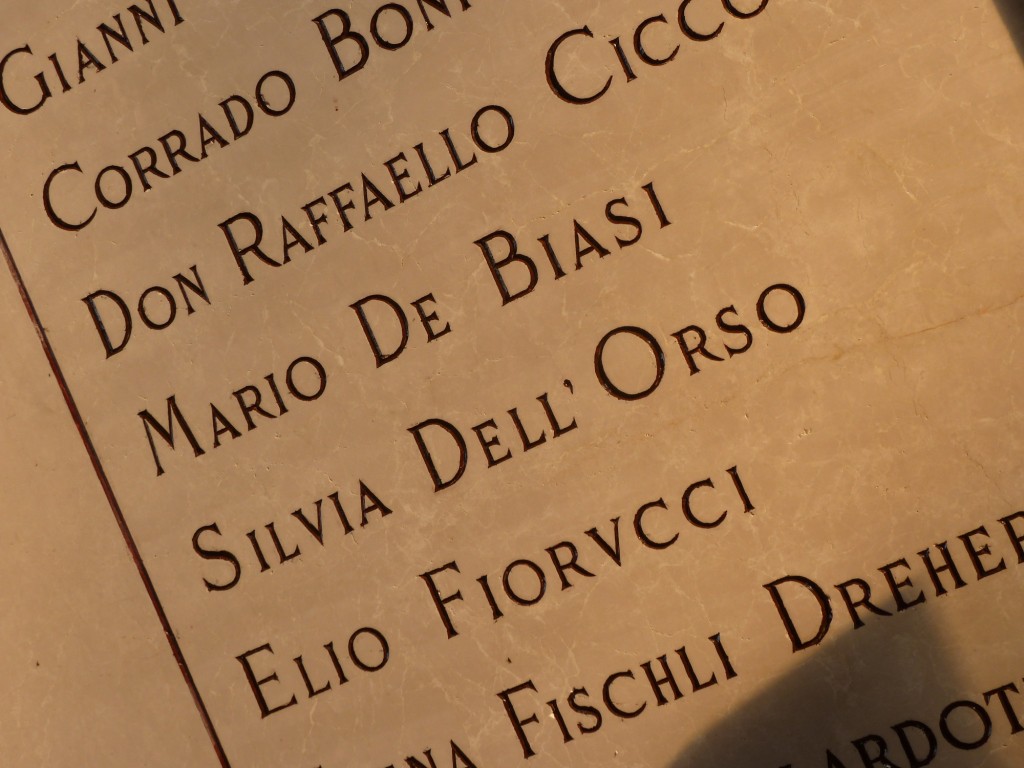 GIANNI
CORRADO
DON RAFFAELLO
MARIO DE BIASI
SILVIA DELL' ORSO
ELIO FIORVCCI
FISCHLI